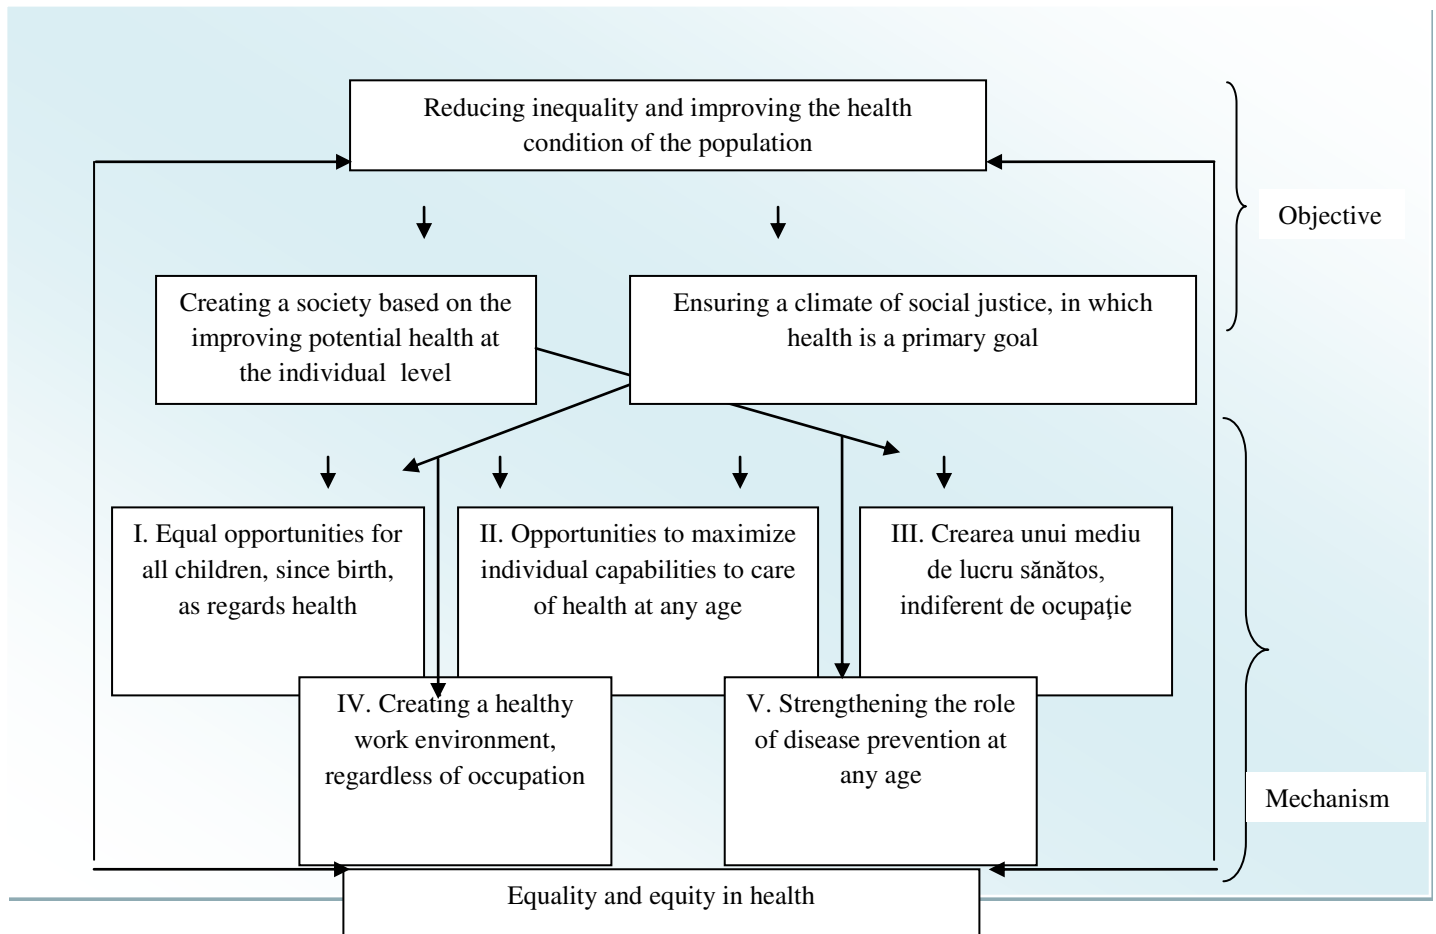 Reducing inequality and improving the health
condition of the population
Objective
Creating a society based on the
improving potential health at
the individual level
Ensuring a climate of social justice, in which
health is a primary goal
I. Equal opportunities for
all children, since birth,
as regards health
II. Opportunities to maximize
individual capabilities to care
of health at any age
III. Crearea unui mediu
de lucru sănătos,
indiferent de ocupaţie
IV. Creating a healthy
work environment,
regardless of occupation
V. Strengthening the role
of disease prevention at
any age
Mechanism
Equality and equity in health